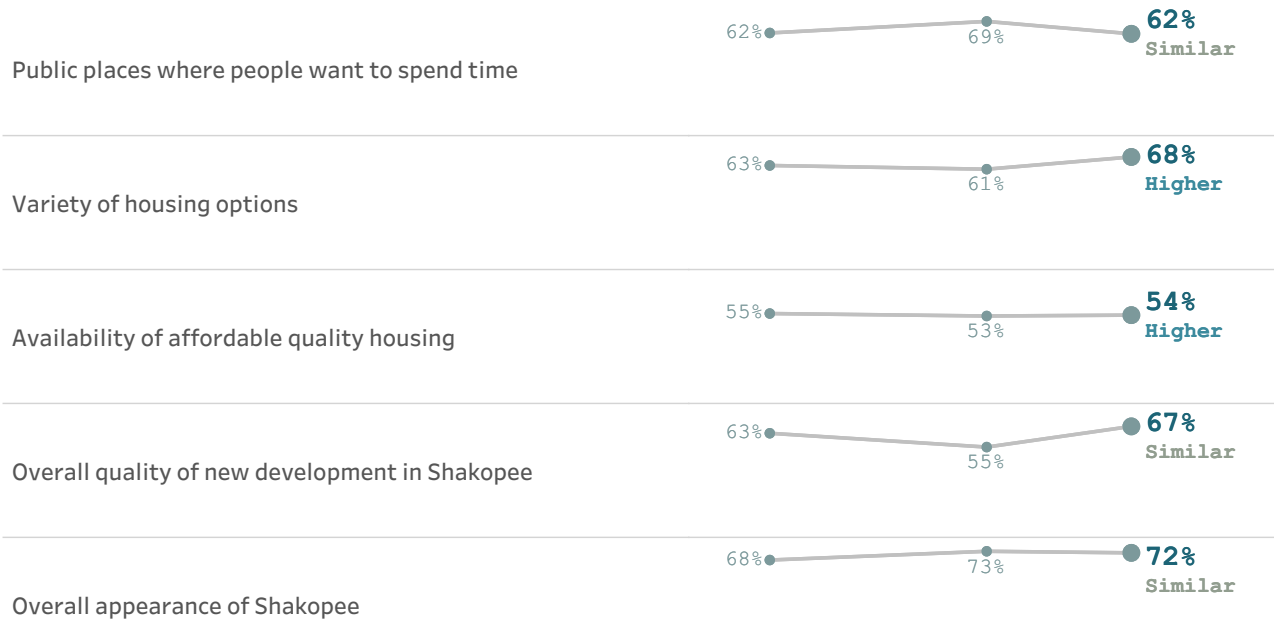 Public places where people want to spend time
62%
69%
62%
Similar
Variety of housing options
63%
61%
68%
Higher
Availability of affordable quality housing
55%
53%
54%
Higher
Overall quality of new development in Shakopee
63%
55%
67%
Similar
Overall appearance of Shakopee
68%
73%
72%
Similar